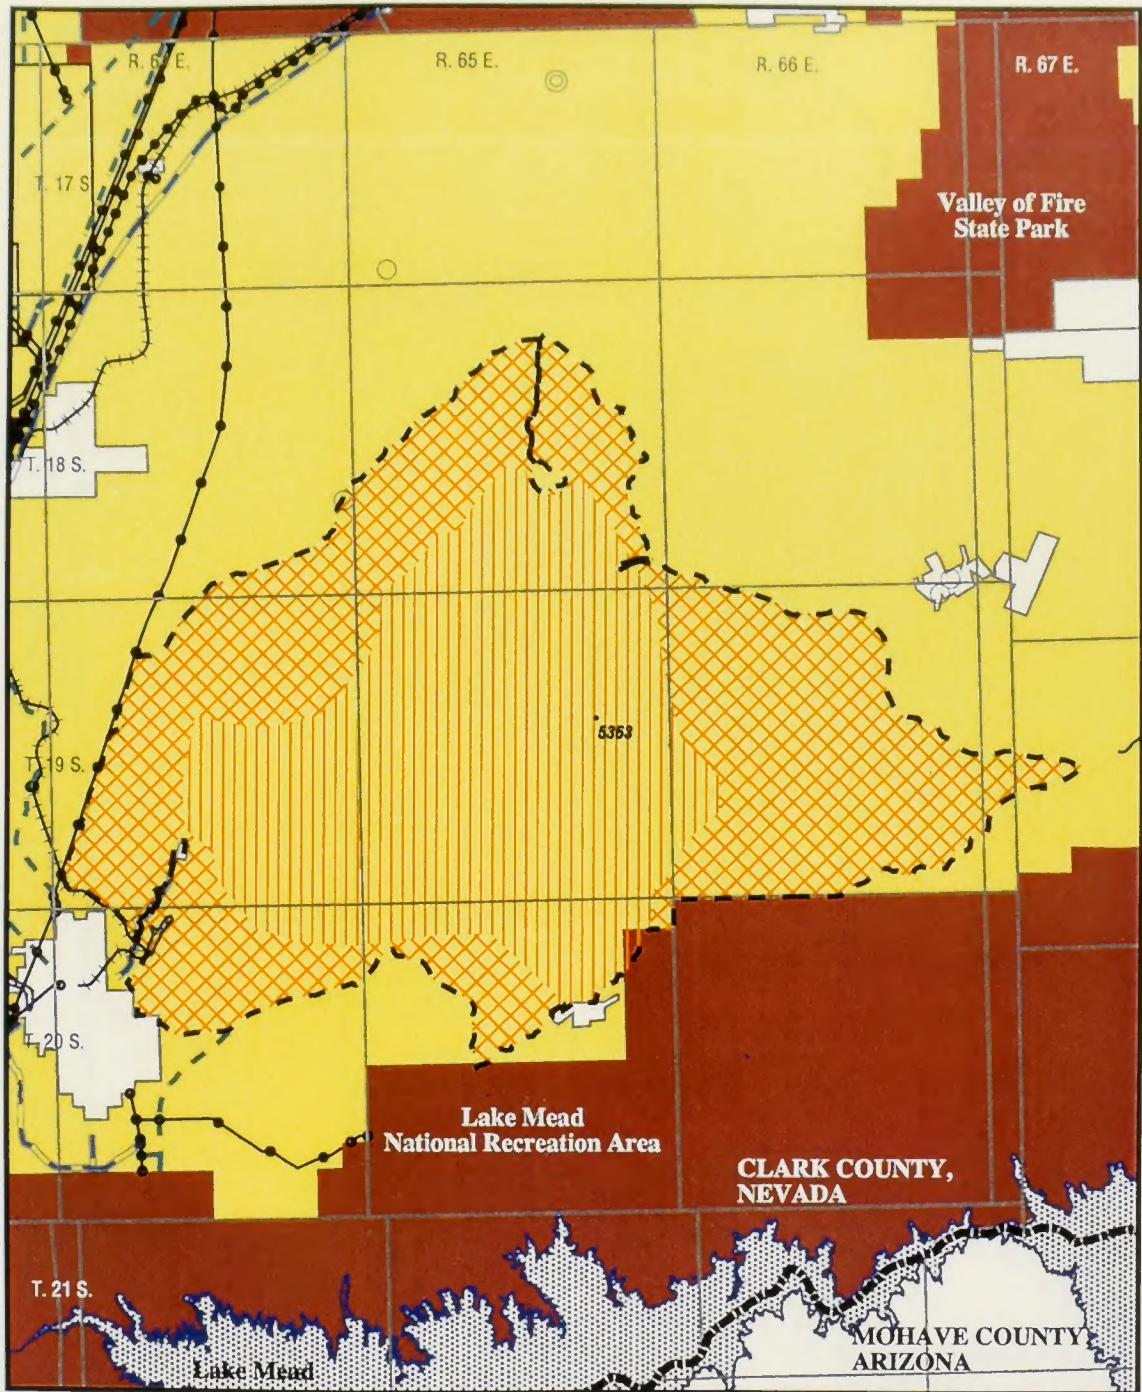 R. 64 E.
R. 65 E.
R. 66 E.
R. 67 E.
T. 17 S
Valley of Fire
State Park
T. 18 S.
5353
T. 19 S.
T. 20 S.
Lake Mead
National Recreation Area
CLARK COUNTY,
NEVADA
T. 21 S.
MOHAVE COUNTY
ARIZONA
Lake Mead